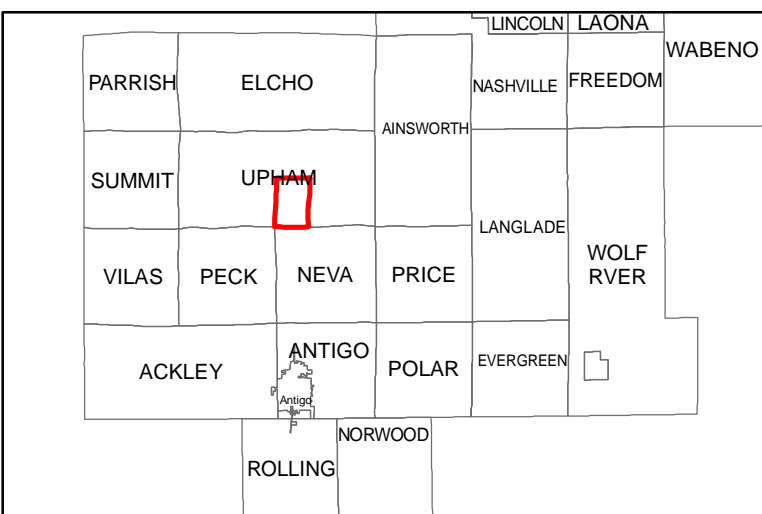 LINCOLN LAONA
WABENO
PARRISH ELCHO NASHVILLE FREEDOM
AINSWORTH
SUMMIT UPHAM
LANGLADE
WOLF
RVER
VILAS PECK NEVA PRICE
ANTIGO
ACKLEY POLAR EVERGREEN
Antigo
NORWOOD
ROLLING